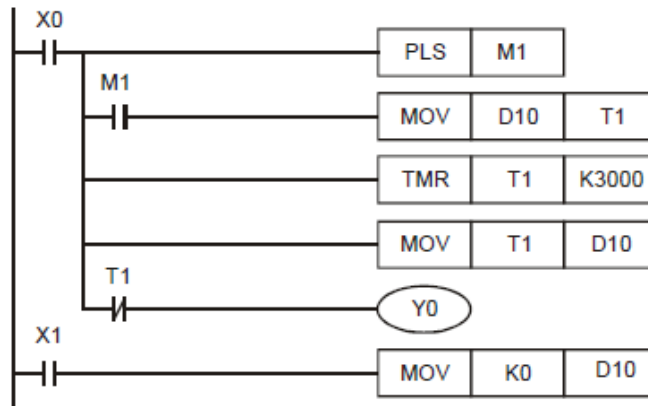 X0
PLS M1
M1
MOV D10 T1
TMR T1 K3000
MOV T1 D10
T1
Y0
X1
MOV K0 D10